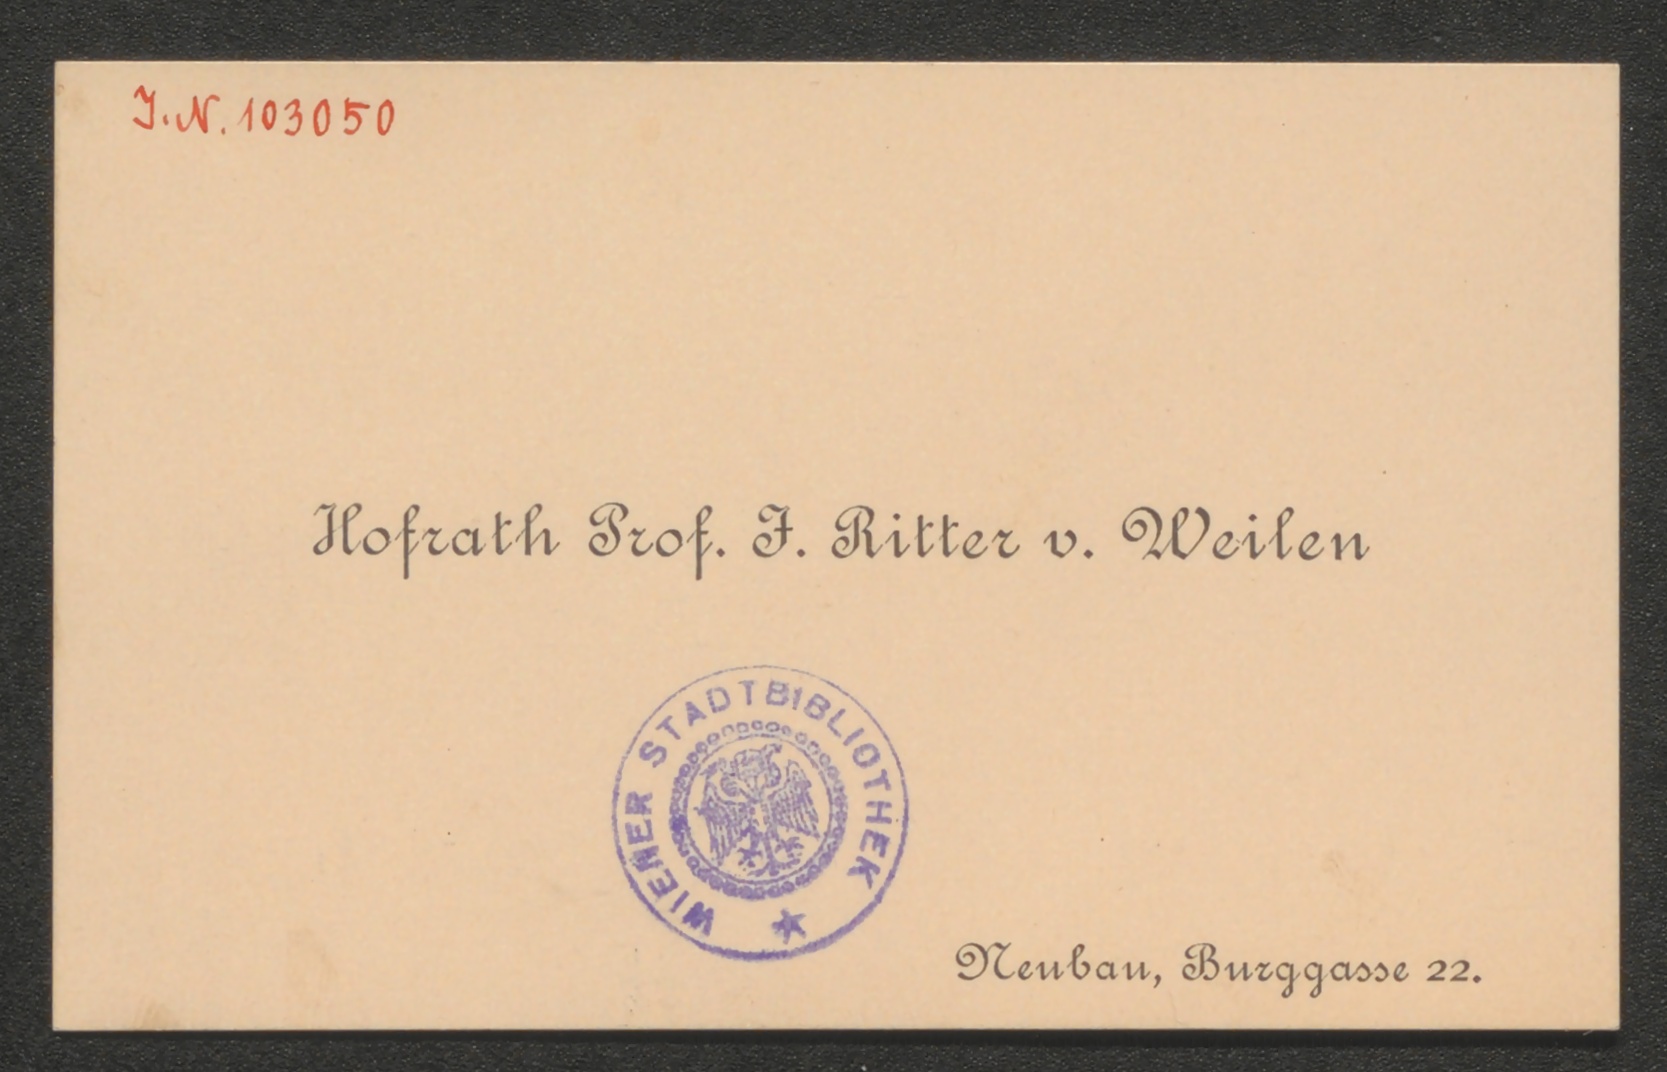 J.N. 103050
Hofrath Prof. J. Ritter v. Weilen
WIENER STADTBIBLIOTHEK
Neubau, Burggasse 22.